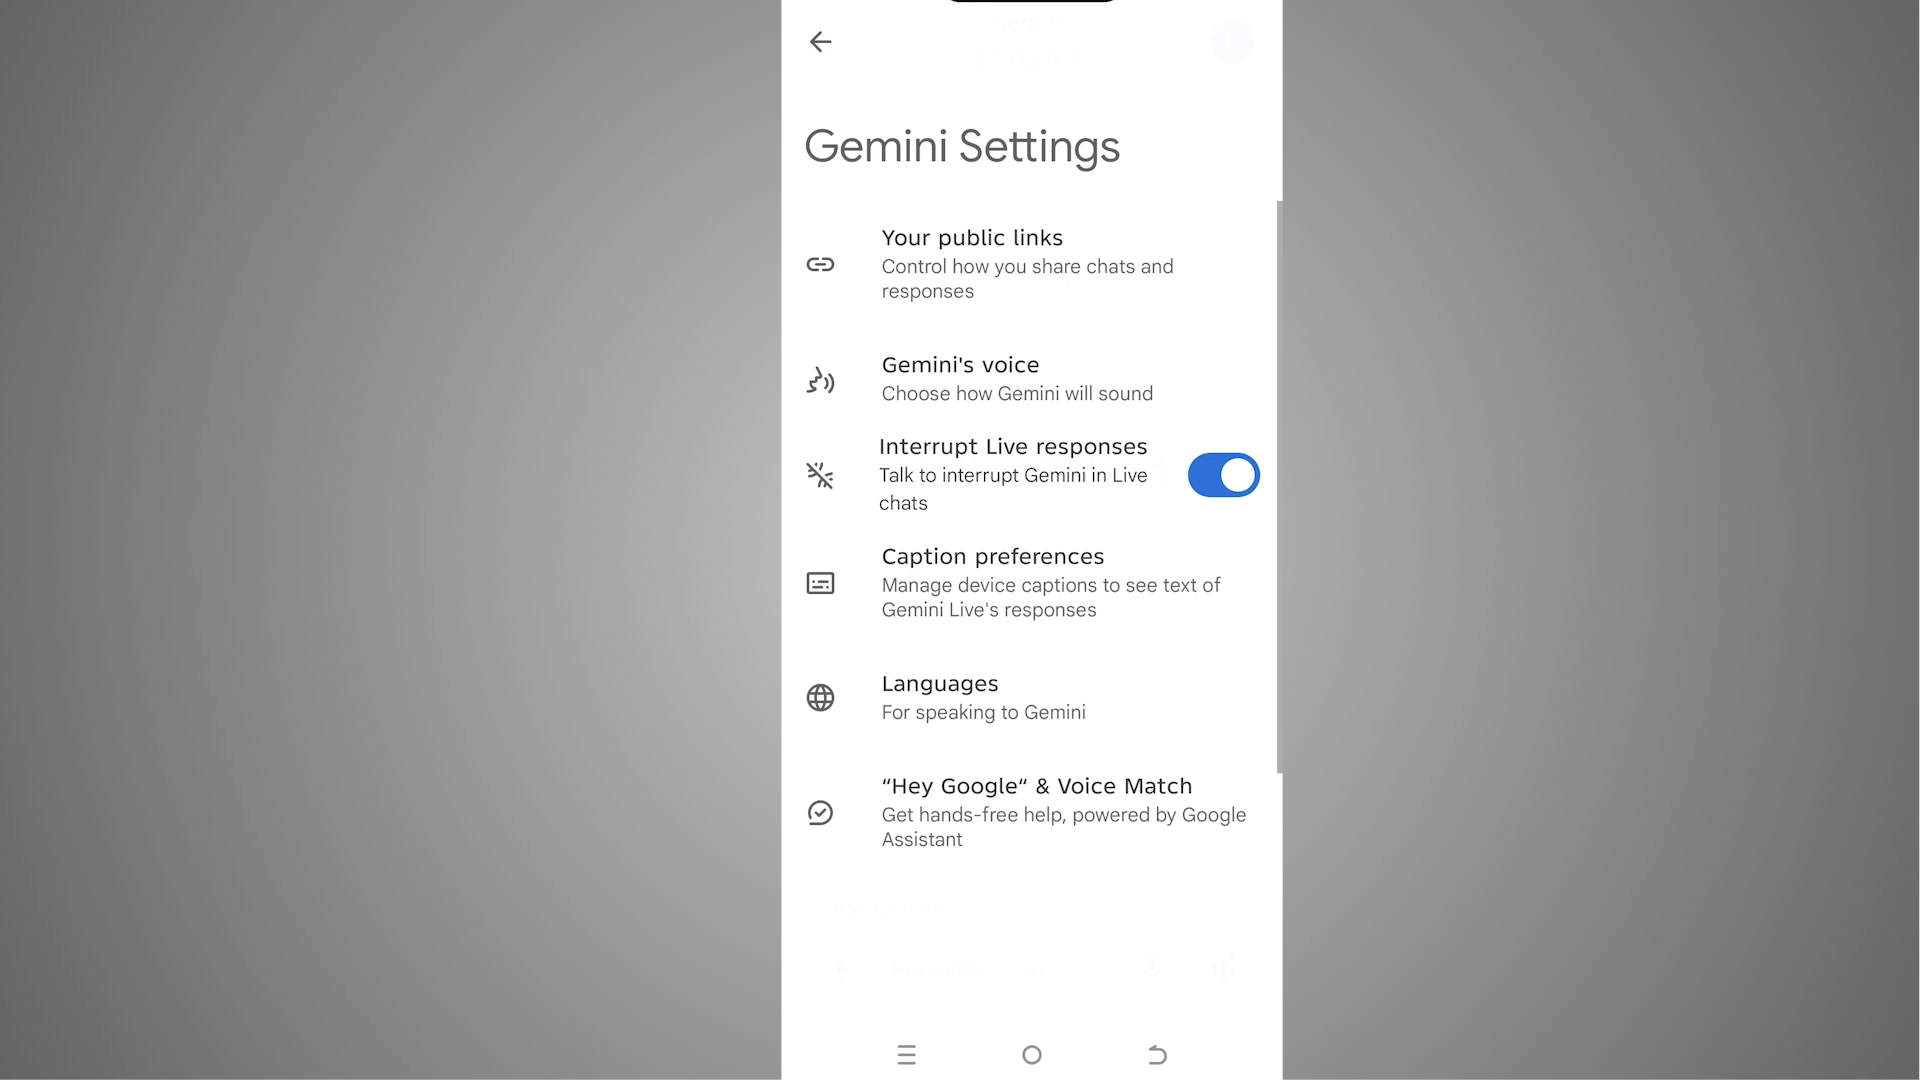 Gemini Settings
Your public links
Control how you share chats and
responses
Gemini's voice
Choose how Gemini will sound
Interrupt Live responses
Talk to interrupt Gemini in Live
chats
Caption preferences
Manage device captions to see text of
Gemini Live's responses
Languages
For speaking to Gemini
“Hey Google“ & Voice Match
Get hands-free help, powered by Google
Assistant